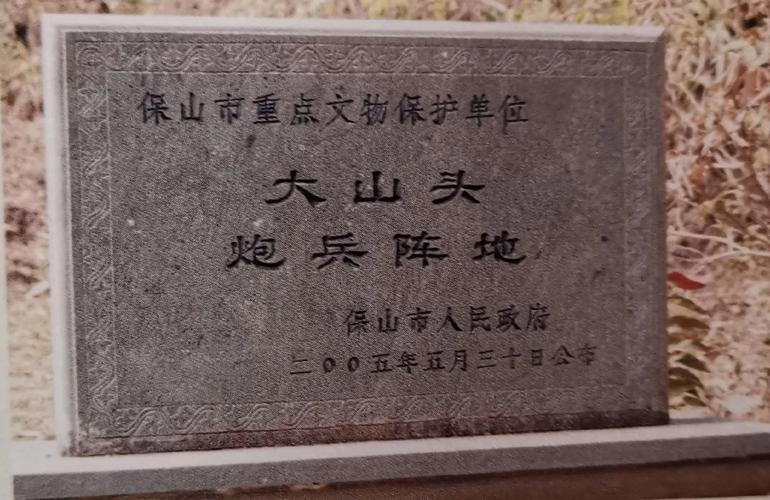 保山市重点文物保护单位
大山头
炮兵阵地
保山市人民政府
二00五年五月三十日公布